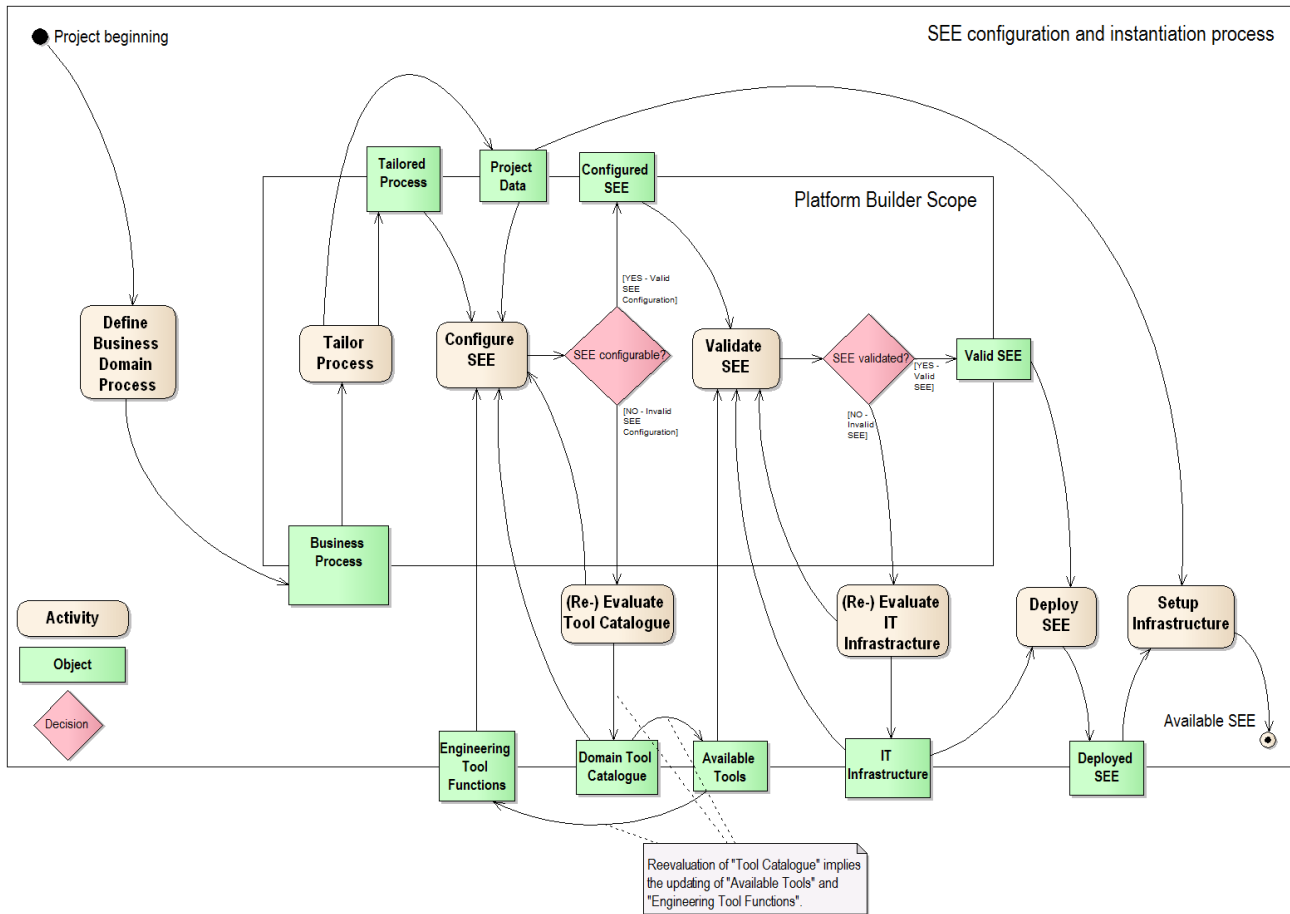 Project beginning
SEE configuration and instantiation process
Tailored
Process
Project
Data
Configured
SEE
Platform Builder Scope
[YES - Valid
SEE
Configuration]
Define
Business
Domain
Process
Tailor
Process
Configure
SEE
SEE configurable?
Validate
SEE
SEE validated?
Valid SEE
[YES -
Valid
SEE]
[NO - Invalid
SEE
Configuration]
[NO -
Invalid
SEE]
Business
Process
(Re-) Evaluate
Tool Catalogue
(Re-) Evaluate
IT
Infrastracture
Deploy
SEE
Setup
Infrastructure
Activity
Object
Decision
Available SEE
Engineering
Tool
Functions
Domain Tool
Catalogue
Available
Tools
IT
Infrastructure
Deployed
SEE
Reevaluation of "Tool Catalogue" implies
the updating of "Available Tools" and
"Engineering Tool Functions".